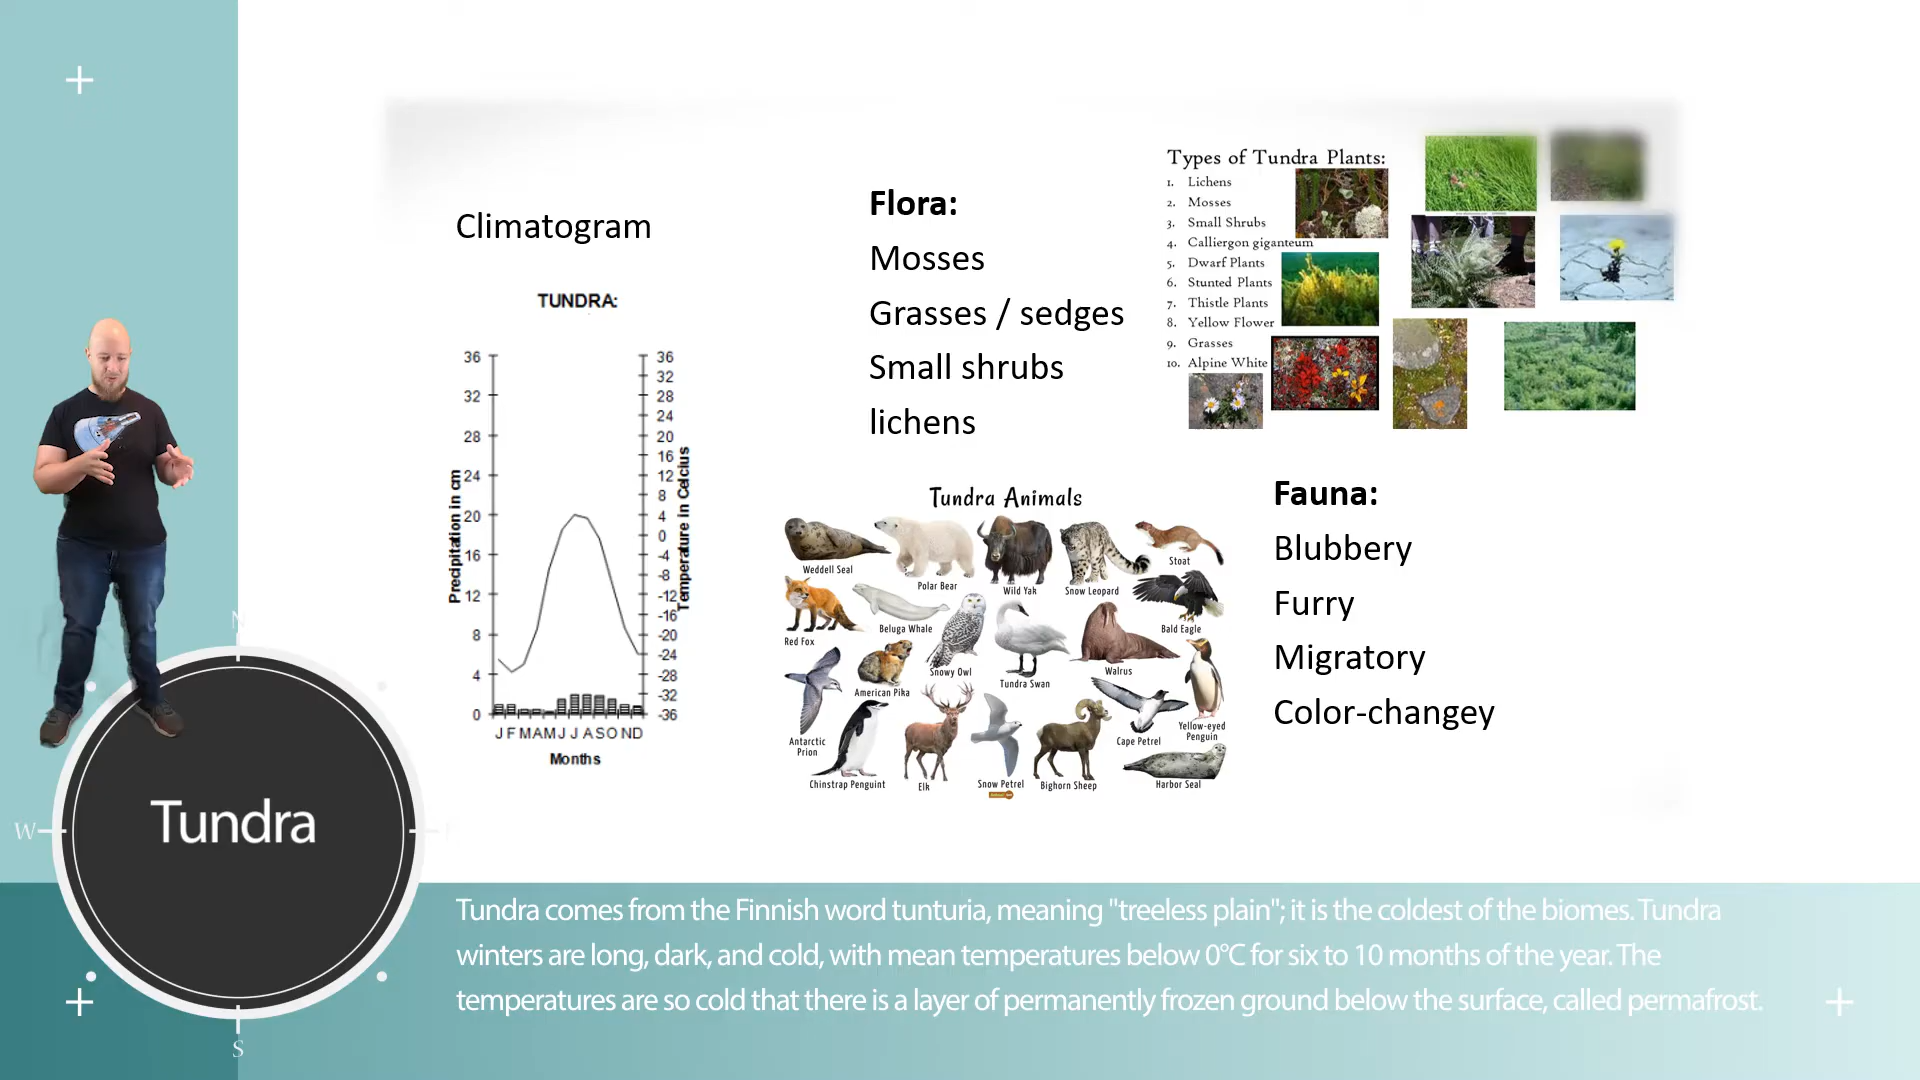 Climatogram
TUNDRA:
36
32
28
24
20
16
12
8
4
0
Precipitation in cm
36
32
28
24
20
16
12
8
4
0
-4
-8
-12
-16
-20
-24
-28
-32
-36
Temperature in Celcius
J F M A M J J A S O N D
Months
Flora:
Mosses
Grasses / sedges
Small shrubs
lichens
Types of Tundra Plants:
1. Lichens
2. Mosses
3. Small Shrubs
4. Calliergon giganteum
5. Dwarf Plants
6. Stunted Plants
7. Thistle Plants
8. Yellow Flower
9. Grasses
10. Alpine White
Tundra Animals
Weddell Seal
Polar Bear
Wild Yak
Snow Leopard
Stoat
Red Fox
Beluga Whale
Snowy Owl
Tundra Swan
Walrus
Bald Eagle
American Pika
Antarctic
Prion
Chinstrap Penguint
Elk
Snow Petrel
Bighorn Sheep
Cape Petrel
Yellow-eyed
Penguin
Harbor Seal
Fauna:
Blubbery
Furry
Migratory
Color-changey
N
W
S
Tundra
Tundra comes from the Finnish word tunturia, meaning "treeless plain"; it is the coldest of the biomes. Tundra
winters are long, dark, and cold, with mean temperatures below 0°C for six to 10 months of the year. The
temperatures are so cold that there is a layer of permanently frozen ground below the surface, called permafrost.